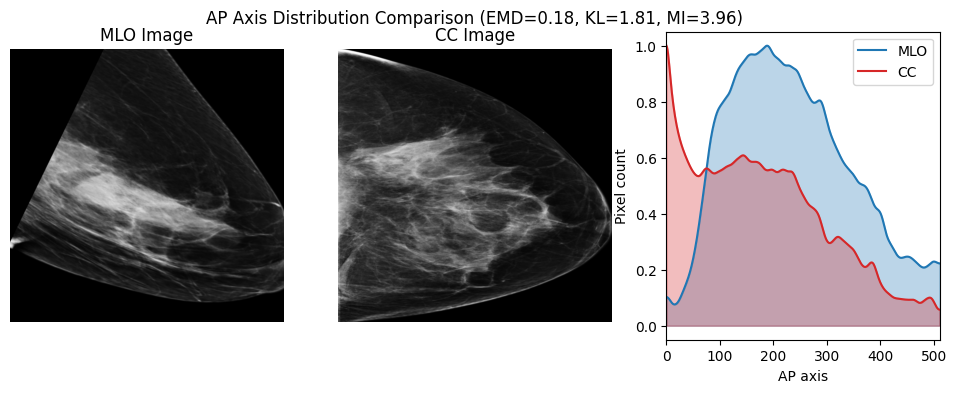 AP Axis Distribution Comparison (EMD=0.18, KL=1.81, MI=3.96)
MLO Image
CC Image
MLO
CC
Pixel count
1.0
0.8
0.6
0.4
0.2
0.0
0 100 200 300 400 500
AP axis